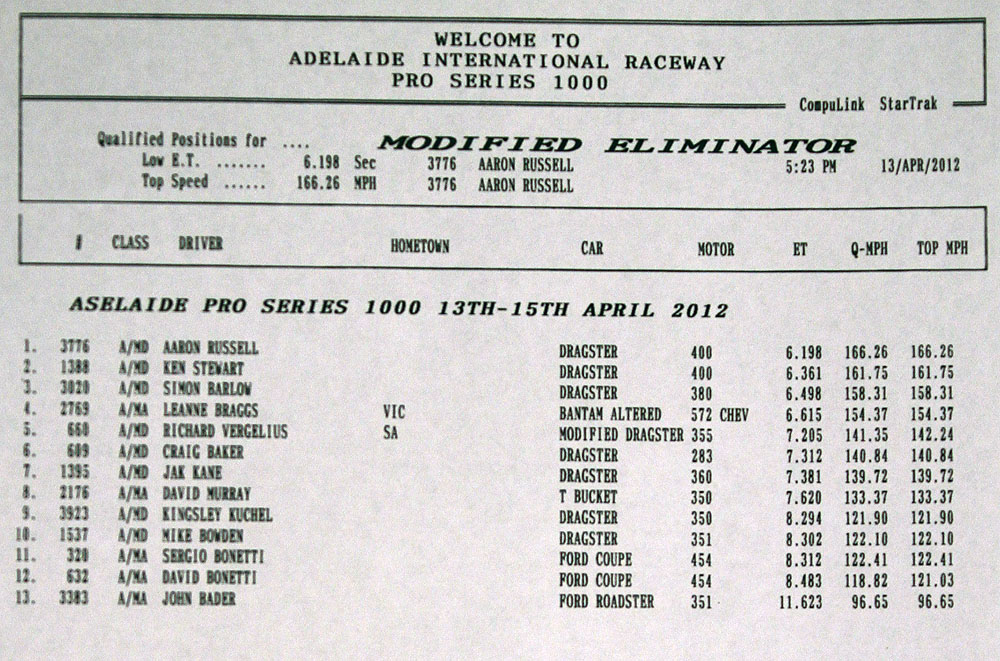 WELCOME TO
ADELAIDE INTERNATIONAL RACEWAY
PRO SERIES 1000
CompuLink StarTrak
Qualified Positions for .... MODIFIED ELIMINATOR
Low E.T. ....... 6.198 Sec 3776 AARON RUSSELL 5:23 PM 13/APR/2012
Top Speed ...... 166.26 MPH 3776 AARON RUSSELL
# CLASS DRIVER HOMETOWN CAR MOTOR ET Q-MPH TOP MPH
ASELAIDE PRO SERIES 1000 13TH-15TH APRIL 2012
1. 3776 A/MD AARON RUSSELL DRAGSTER 400 6.198 166.26 166.26
2. 1388 A/MD KEN STEWART DRAGSTER 400 6.361 161.75 161.75
3. 3020 A/MD SIMON BARLOW DRAGSTER 380 6.498 158.31 158.31
4. 2769 A/MA LEANNE BRAGGS VIC BANTAM ALTERED 572 CHEV 6.615 154.37 154.37
5. 660 A/MD RICHARD VERGELIUS SA MODIFIED DRAGSTER 355 7.205 141.35 142.24
6. 609 A/MD CRAIG BAKER DRAGSTER 283 7.312 140.84 140.84
7. 1395 A/MD JAK KANE DRAGSTER 360 7.381 139.72 139.72
8. 2176 A/MA DAVID MURRAY T BUCKET 350 7.620 133.37 133.37
9. 3923 A/MD KINGSLEY KUCHEL DRAGSTER 350 8.294 121.90 121.90
10. 1537 A/MD MIKE BOWDEN DRAGSTER 351 8.302 122.10 122.10
11. 320 A/MA SERGIO BONETTI FORD COUPE 454 8.312 122.41 122.41
12. 632 A/MA DAVID BONETTI FORD COUPE 454 8.483 118.82 121.03
13. 3383 A/MA JOHN BADER FORD ROADSTER 351 11.623 96.65 96.65